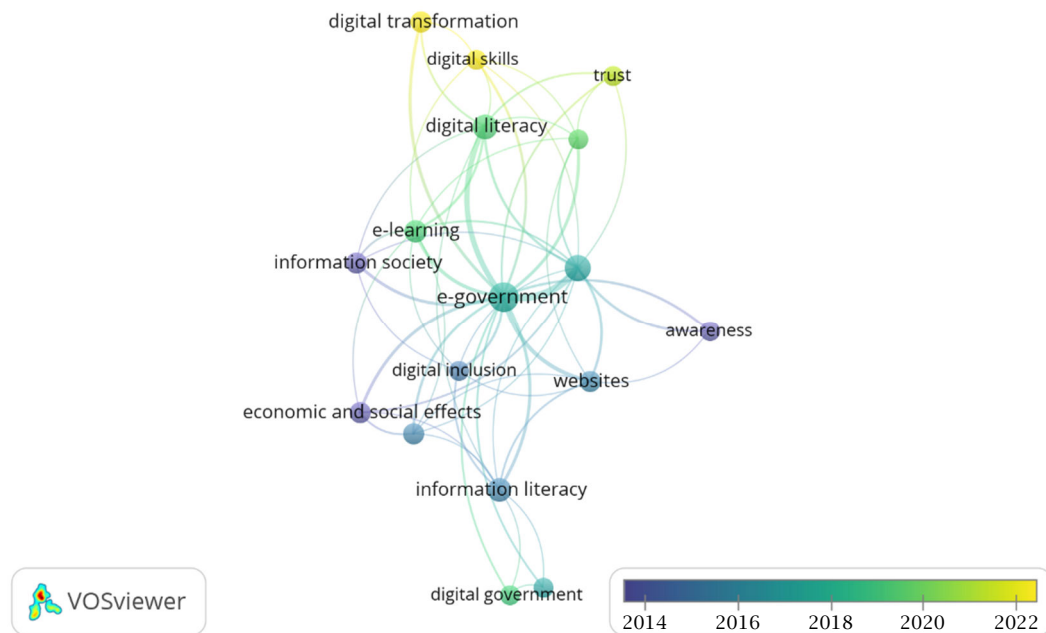 digital transformation
digital skills
trust
digital literacy
e-learning
information society
e-government
awareness
digital inclusion
websites
economic and social effects
information literacy
digital government
VOSviewer
2014 2016 2018 2020 2022